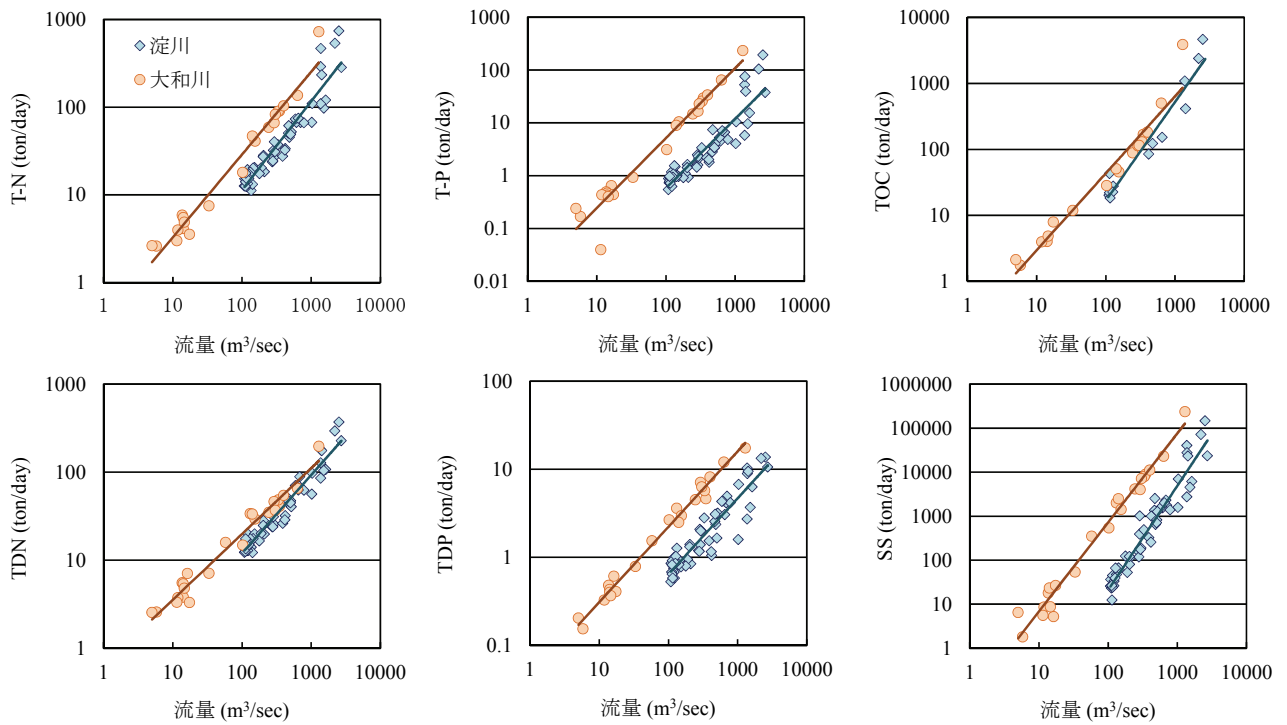 T-N (ton/day)
1000
100
10
1
淀川
大和川
1 10 100 1000 10000
流量 (m³/sec)
T-P (ton/day)
1000
100
10
1
0.1
0.01
1 10 100 1000 10000
流量 (m³/sec)
TOC (ton/day)
10000
1000
100
10
1
1 10 100 1000 10000
流量 (m³/sec)
TDN (ton/day)
1000
100
10
1
1 10 100 1000 10000
流量 (m³/sec)
TDP (ton/day)
100
10
1
0.1
1 10 100 1000 10000
流量 (m³/sec)
SS (ton/day)
1000000
100000
10000
1000
100
10
1
1 10 100 1000 10000
流量 (m³/sec)